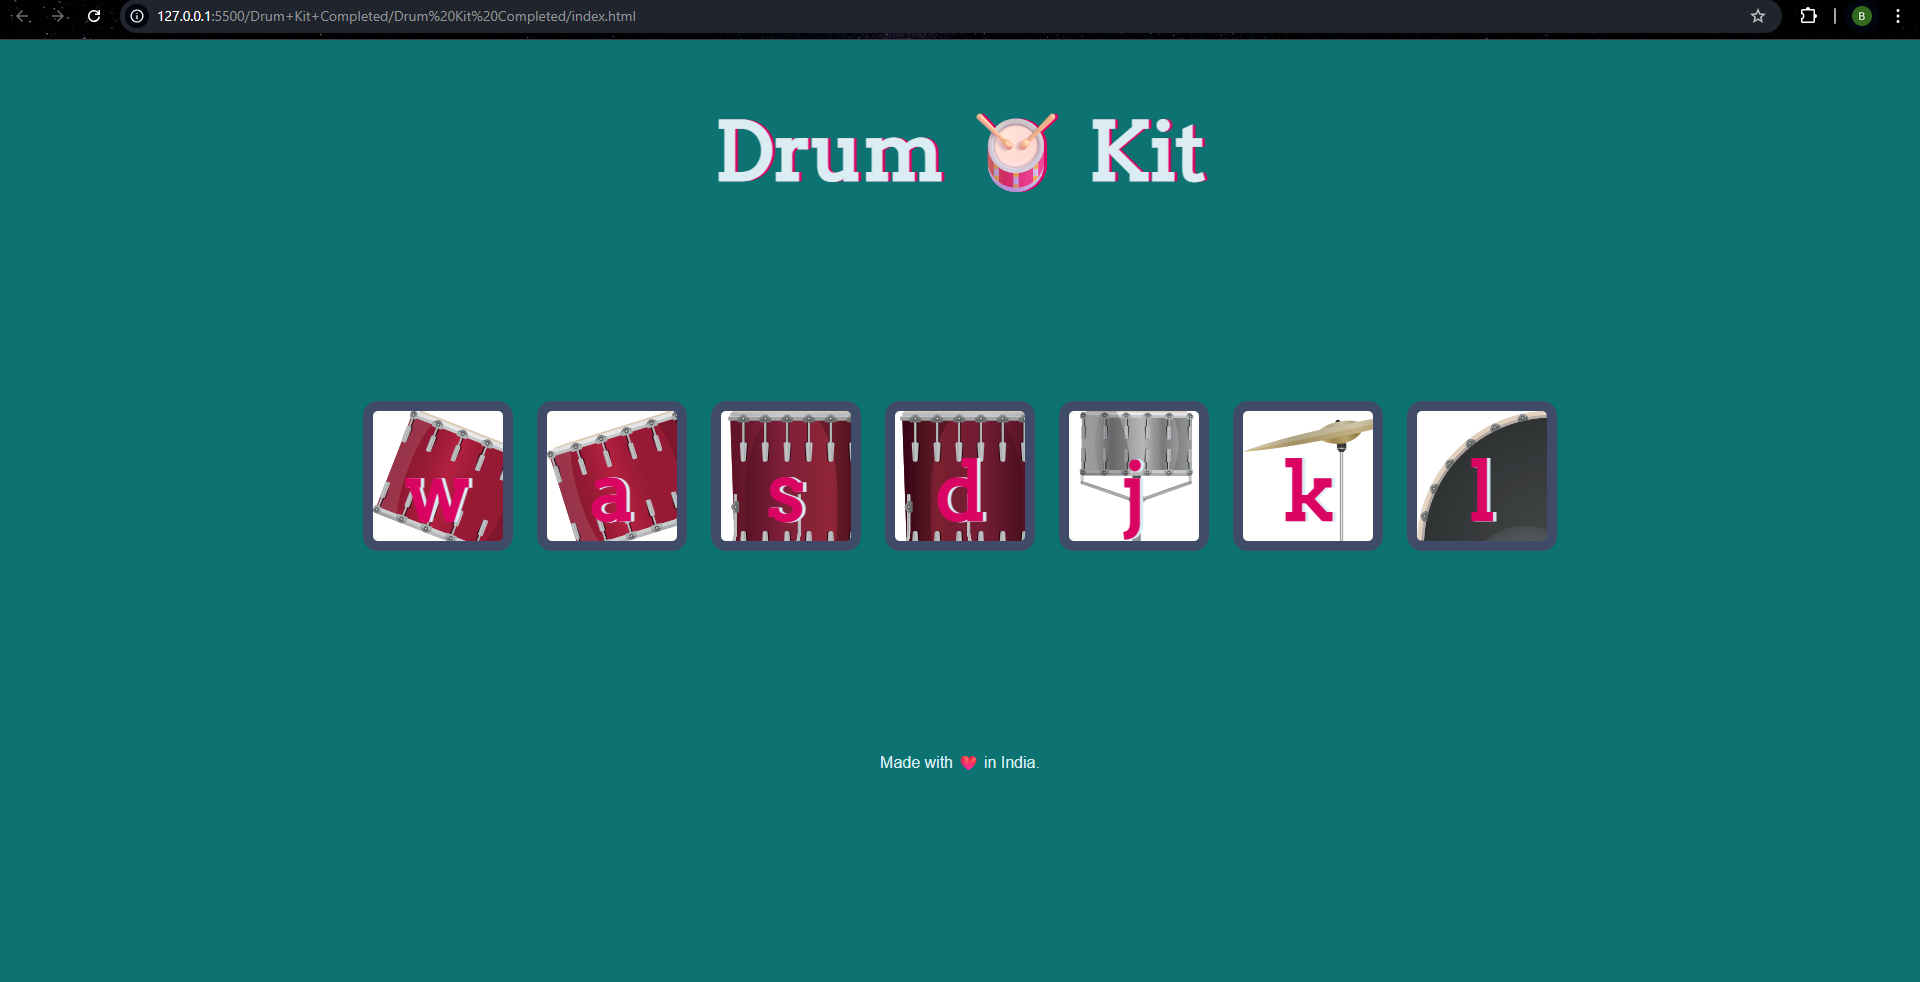 127.0.0.1:5500/Drum+Kit+Completed/Drum%20Kit%20Completed/index.html
B
Drum 🥁 Kit
w a s d j k l
Made with ❤️ in India.